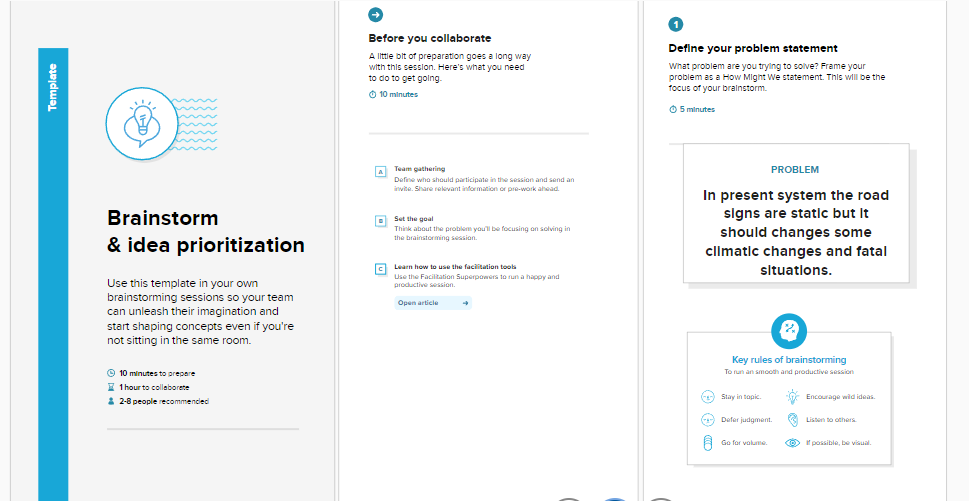 Template
Brainstorm
& idea prioritization
Use this template in your own
brainstorming sessions so your team
can unleash their imagination and
start shaping concepts even if you're
not sitting in the same room.
10 minutes to prepare
1 hour to collaborate
2-8 people recommended
Before you collaborate
A little bit of preparation goes a long way
with this session. Here's what you need
to do to get going.
10 minutes
A
Team gathering
Define who should participate in the session and send an
invite. Share relevant information or pre-work ahead.
B
Set the goal
Think about the problem you'll be focusing on solving in
the brainstorming session.
C
Learn how to use the facilitation tools
Use the Facilitation Superpowers to run a happy and
productive session.
Open article
1
Define your problem statement
What problem are you trying to solve? Frame your
problem as a How Might We statement. This will be the
focus of your brainstorm.
5 minutes
PROBLEM
In present system the road
signs are static but it
should changes some
climatic changes and fatal
situations.
Key rules of brainstorming
To run an smooth and productive session
Stay in topic.
Encourage wild ideas.
Defer judgment.
Listen to others.
Go for volume.
If possible, be visual.